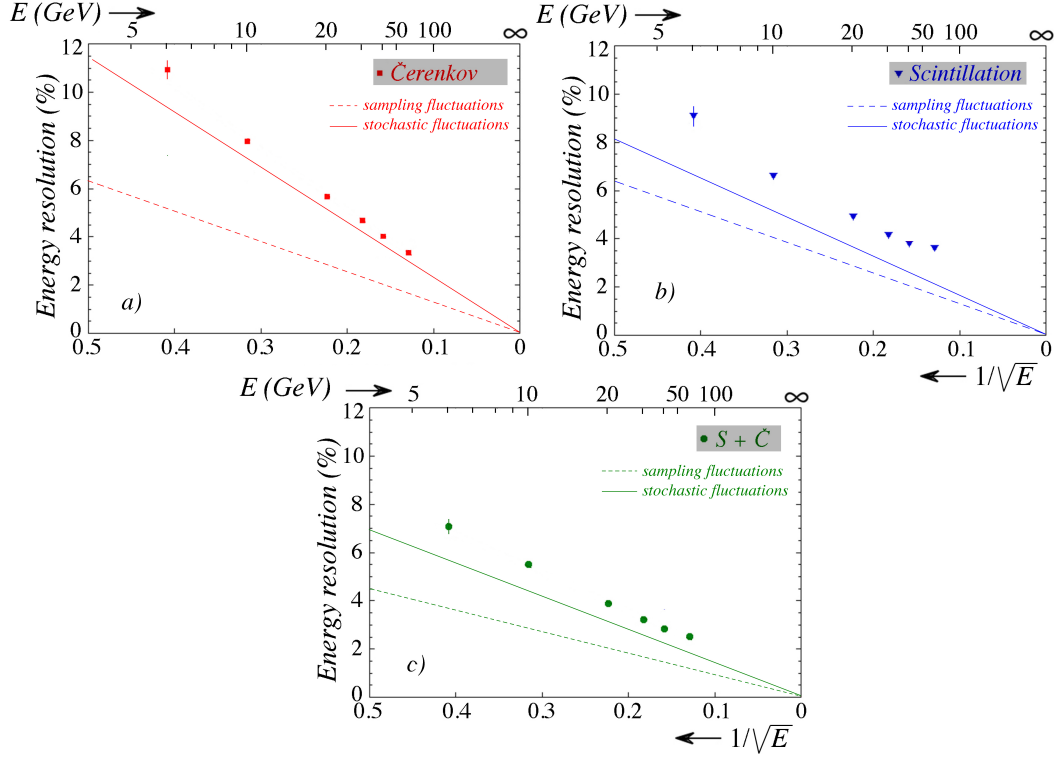 E (GeV)
5 10 20 50 100 ∞
12
10
8
6
4
2
0
Energy resolution (%)
Čerenkov
sampling fluctuations
stochastic fluctuations
a)
0.5 0.4 0.3 0.2 0.1 0
E (GeV)
5 10 20 50 100 ∞
12
10
8
6
4
2
0
Energy resolution (%)
Scintillation
sampling fluctuations
stochastic fluctuations
b)
0.5 0.4 0.3 0.2 0.1 0
1/√E
E (GeV)
5 10 20 50 100 ∞
12
10
8
6
4
2
0
Energy resolution (%)
S + Č
sampling fluctuations
stochastic fluctuations
c)
0.5 0.4 0.3 0.2 0.1 0
1/√E